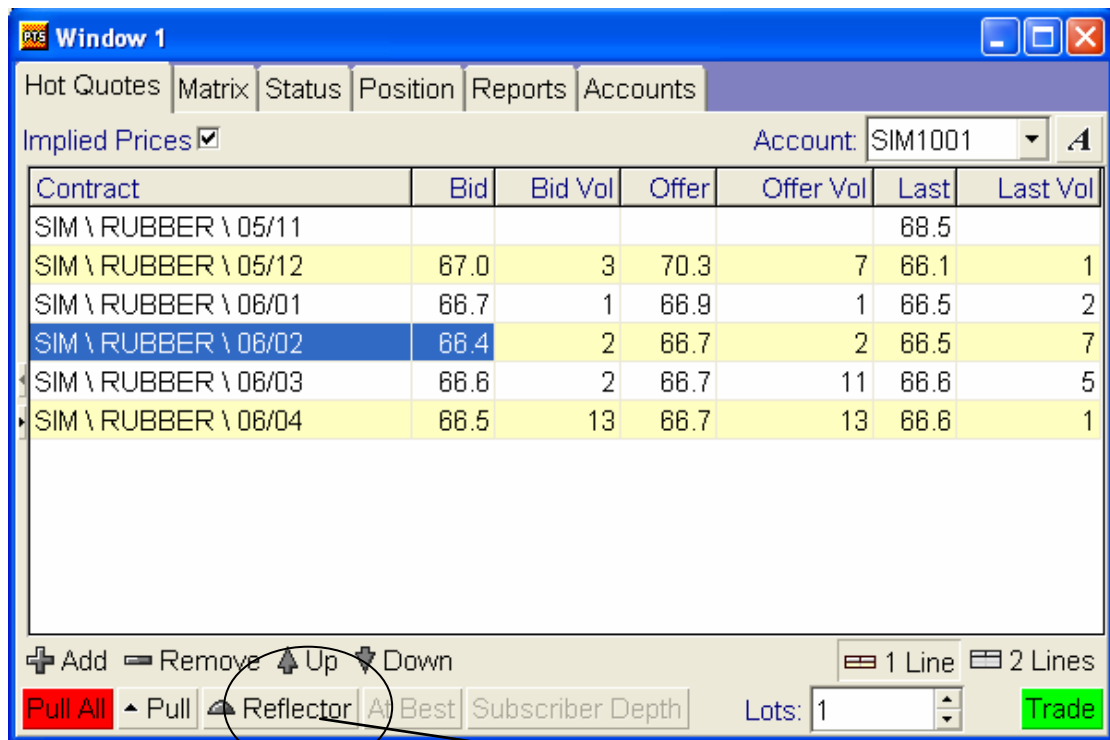 RTS Window 1
Hot Quotes Matrix Status Position Reports Accounts
Implied Prices Account: SIM1001 A
Contract Bid Bid Vol Offer Offer Vol Last Last Vol
SIM \ RUBBER \ 05/11 68.5
SIM \ RUBBER \ 05/12 67.0 3 70.3 7 66.1 1
SIM \ RUBBER \ 06/01 66.7 1 66.9 1 66.5 2
SIM \ RUBBER \ 06/02 66.4 2 66.7 2 66.5 7
SIM \ RUBBER \ 06/03 66.6 2 66.7 11 66.6 5
SIM \ RUBBER \ 06/04 66.5 13 66.7 13 66.6 1
Add Remove Up Down 1 Line 2 Lines
Pull All Pull Reflector At Best Subscriber Depth Lots: 1 Trade